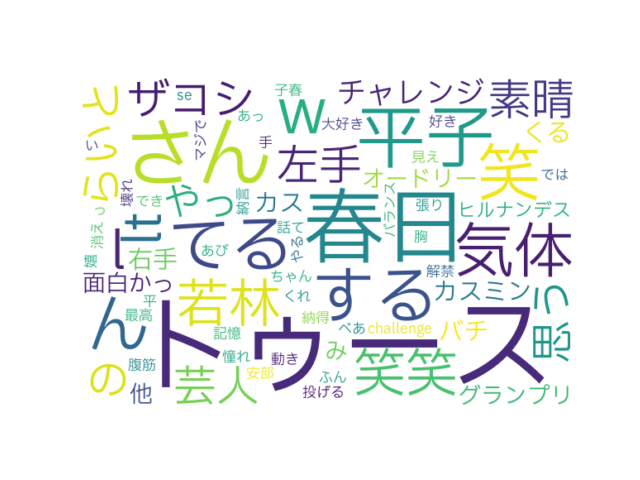 ザコシ
チャレンジ
素晴
らいと
se
子春
あっ
w
平子
くる
さん
マジで
手
大好き
好き
笑
い
左手
見え
では
オードリー
やっ
でき
壊れ
納言
カス
話て
バランス
張り
ヒルナンデス
消えっ
lt
てる
春日
胸
気体
嬉
右手
あぴ
やる
面白かっ
ちゃん
する
解禁
カスミン
思う
平
若林
くれ
ん
最高
トゥース
記憶
納得
べあ
challenge
バチ
の
憧れ
動き
み
腹筋
芸人
安部
ふん
笑笑
他
投げる
グランプリ